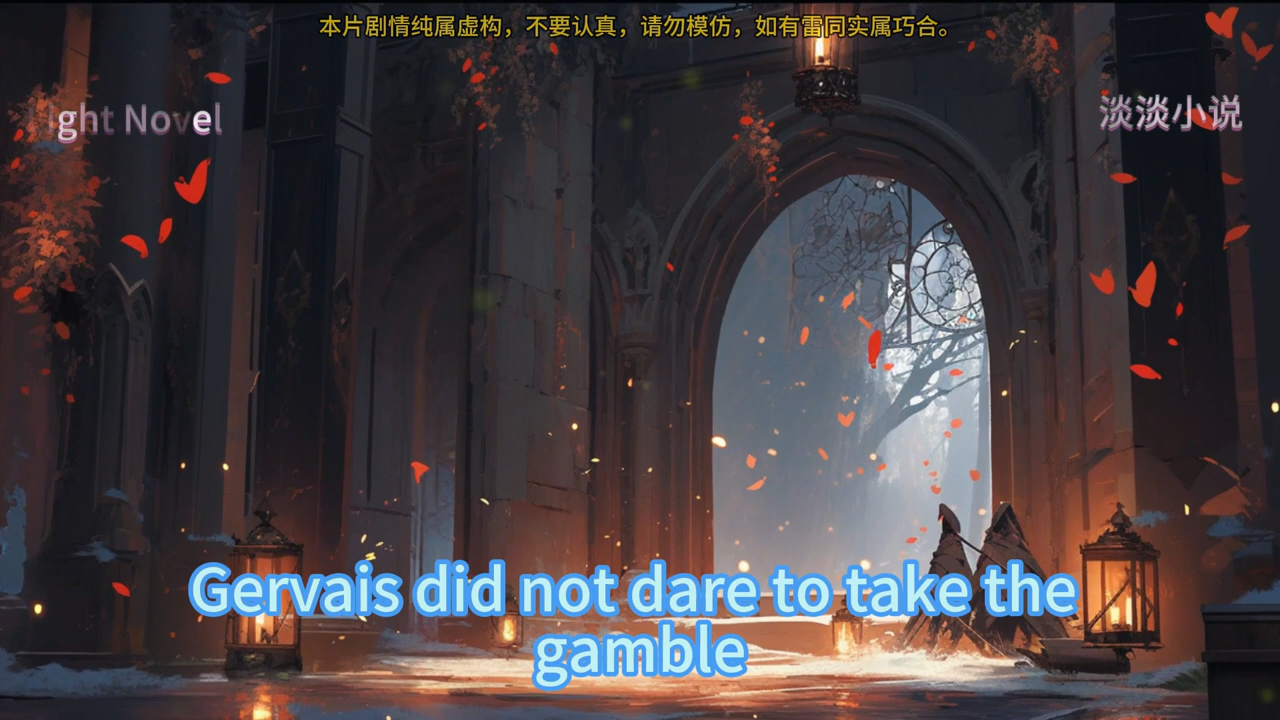 本片剧情纯属虚构，不要认真，请勿模仿，如有雷同实属巧合。
ght Novel
淡淡小说
Gervais did not dare to take the
gamble